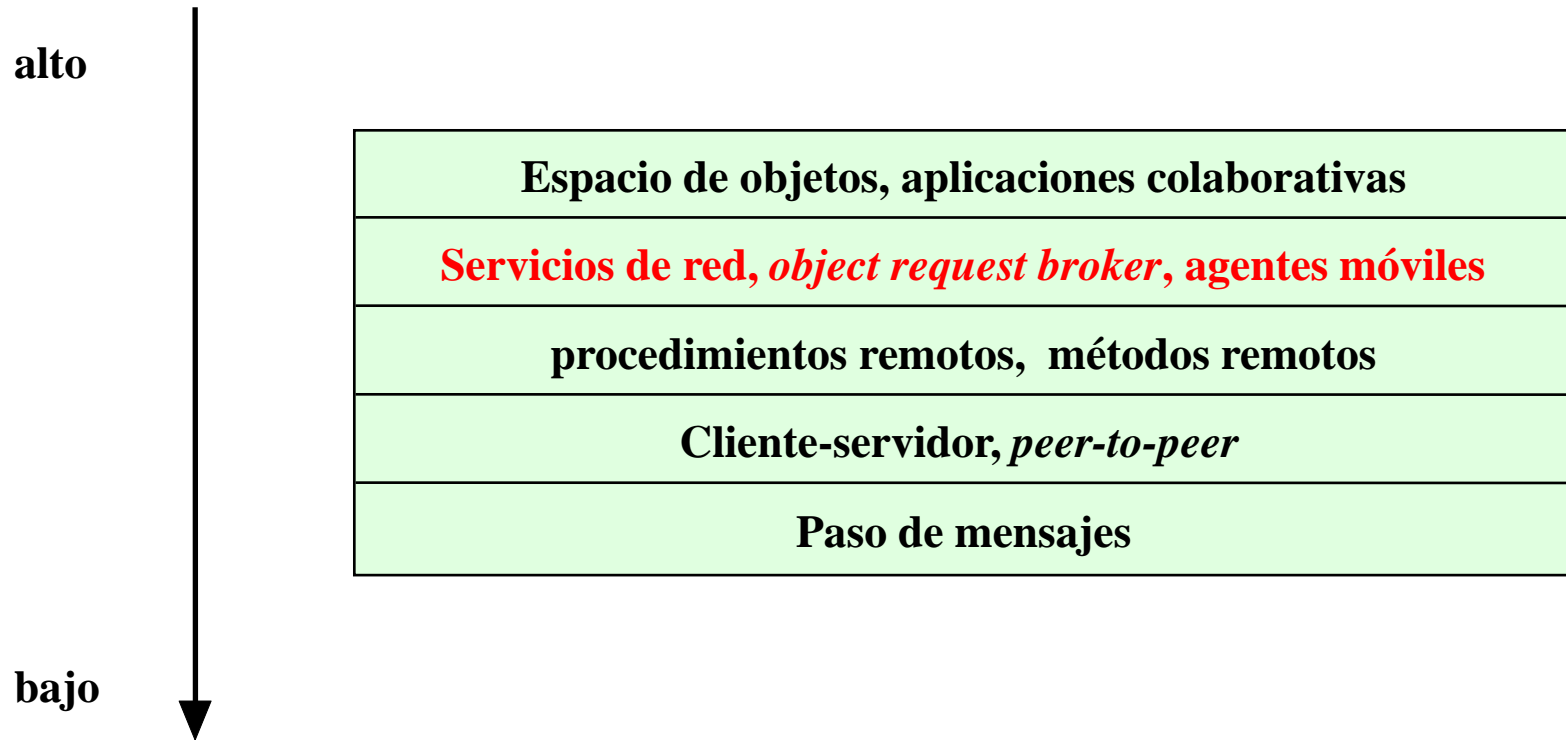 alto
Espacio de objetos, aplicaciones colaborativas
Servicios de red, object request broker, agentes móviles
procedimientos remotos, métodos remotos
Cliente-servidor, peer-to-peer
Paso de mensajes
bajo